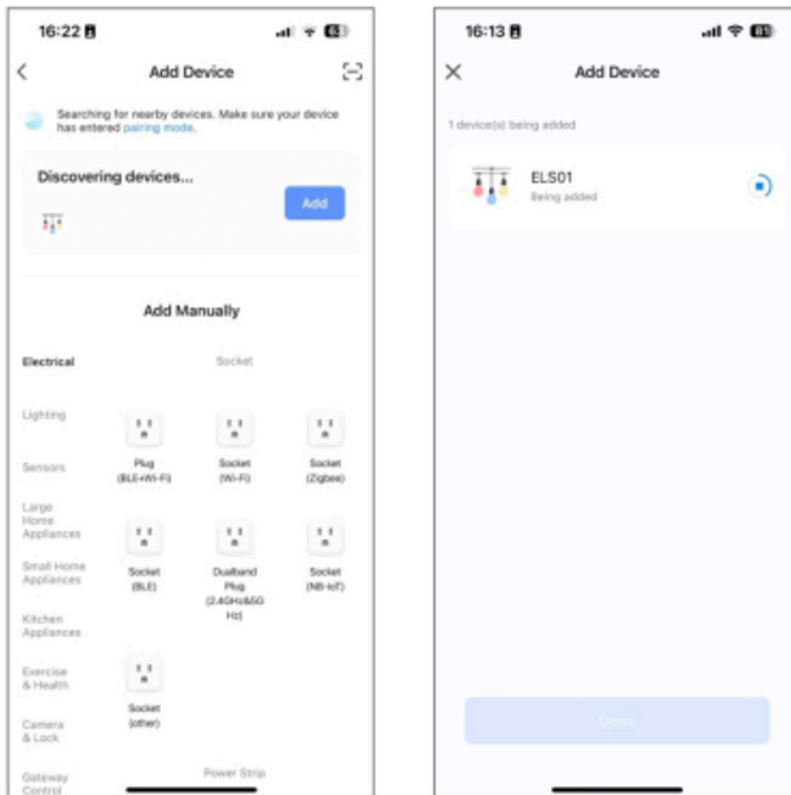 16:22
63
Add Device
Searching for nearby devices. Make sure your device
has entered pairing mode.
Discovering devices...
Add
Add Manually
Electrical
Socket
Lighting
Sensors
Large
Home
Appliances
Small Home
Appliances
Kitchen
Appliances
Exercise
& Health
Camera
& Lock
Gateway
Control
Plug
(BLE+Wi-Fi)
Socket
(Wi-Fi)
Socket
(Zigbee)
Socket
(BLE)
Dualband
Plug
(2.4GHz&5G
Hz)
Socket
(NB-IoT)
Socket
(other)
Power Strip
16:13
81
Add Device
1 device(s) being added
ELS01
Being added
Done